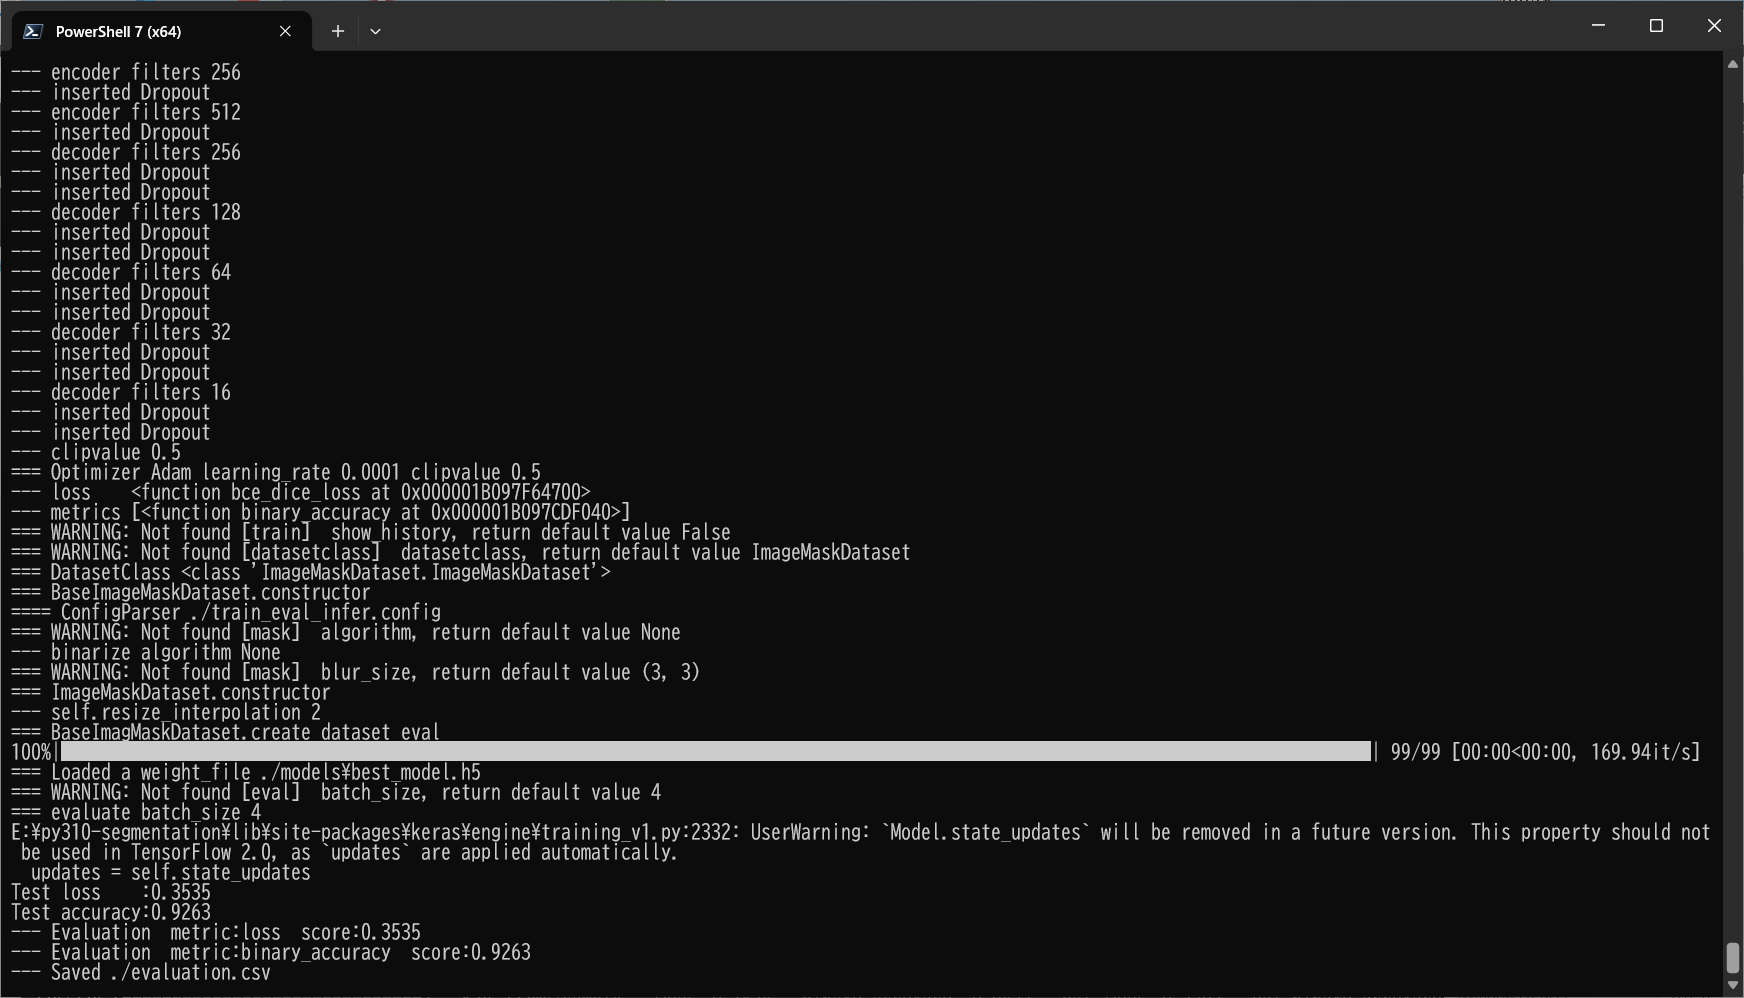 PowerShell 7 (x64)
--- encoder filters 256
--- inserted Dropout
--- encoder filters 512
--- inserted Dropout
--- decoder filters 256
--- inserted Dropout
--- inserted Dropout
--- decoder filters 128
--- inserted Dropout
--- inserted Dropout
--- decoder filters 64
--- inserted Dropout
--- inserted Dropout
--- decoder filters 32
--- inserted Dropout
--- inserted Dropout
--- decoder filters 16
--- inserted Dropout
--- inserted Dropout
--- clipvalue 0.5
=== Optimizer Adam learning_rate 0.0001 clipvalue 0.5
--- loss    <function bce_dice_loss at 0x000001B097F64700>
--- metrics [<function binary_accuracy at 0x000001B097CDF040>]
=== WARNING: Not found [train]  show_history, return default value False
=== WARNING: Not found [datasetclass]  datasetclass, return default value ImageMaskDataset
=== DatasetClass <class 'ImageMaskDataset.ImageMaskDataset'>
=== BaseImageMaskDataset.constructor
==== ConfigParser ./train_eval_infer.config
=== WARNING: Not found [mask]  algorithm, return default value None
--- binarize algorithm None
=== WARNING: Not found [mask]  blur_size, return default value (3, 3)
=== ImageMaskDataset.constructor
--- self.resize_interpolation 2
=== BaseImagMaskDataset.create dataset eval
100%| | 99/99 [00:00<00:00, 169.94it/s]
=== Loaded a weight_file ./models¥best_model.h5
=== WARNING: Not found [eval]  batch_size, return default value 4
=== evaluate batch_size 4
E:¥py310-segmentation¥lib¥site-packages¥keras¥engine¥training_v1.py:2332: UserWarning: `Model.state_updates` will be removed in a future version. This property should not
be used in TensorFlow 2.0, as `updates` are applied automatically.
updates = self.state_updates
Test loss    :0.3535
Test accuracy:0.9263
--- Evaluation  metric:loss  score:0.3535
--- Evaluation  metric:binary_accuracy  score:0.9263
--- Saved ./evaluation.csv